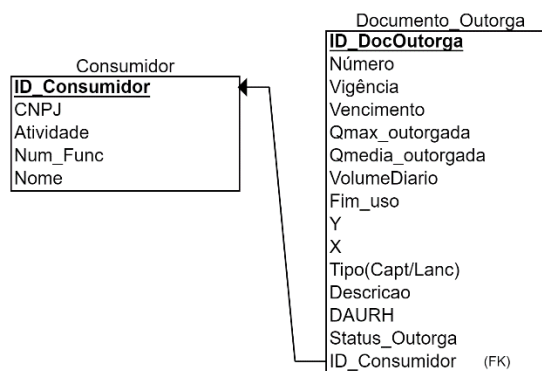 Consumidor
ID_Consumidor
CNPJ
Atividade
Num_Func
Nome
Documento_Outorga
ID_DocOutorga
Número
Vigência
Vencimento
Qmax_outorgada
Qmedia_outorgada
VolumeDiario
Fim_uso
Y
X
Tipo(Capt/Lanc)
Descricao
DAURH
Status_Outorga
ID_Consumidor (FK)